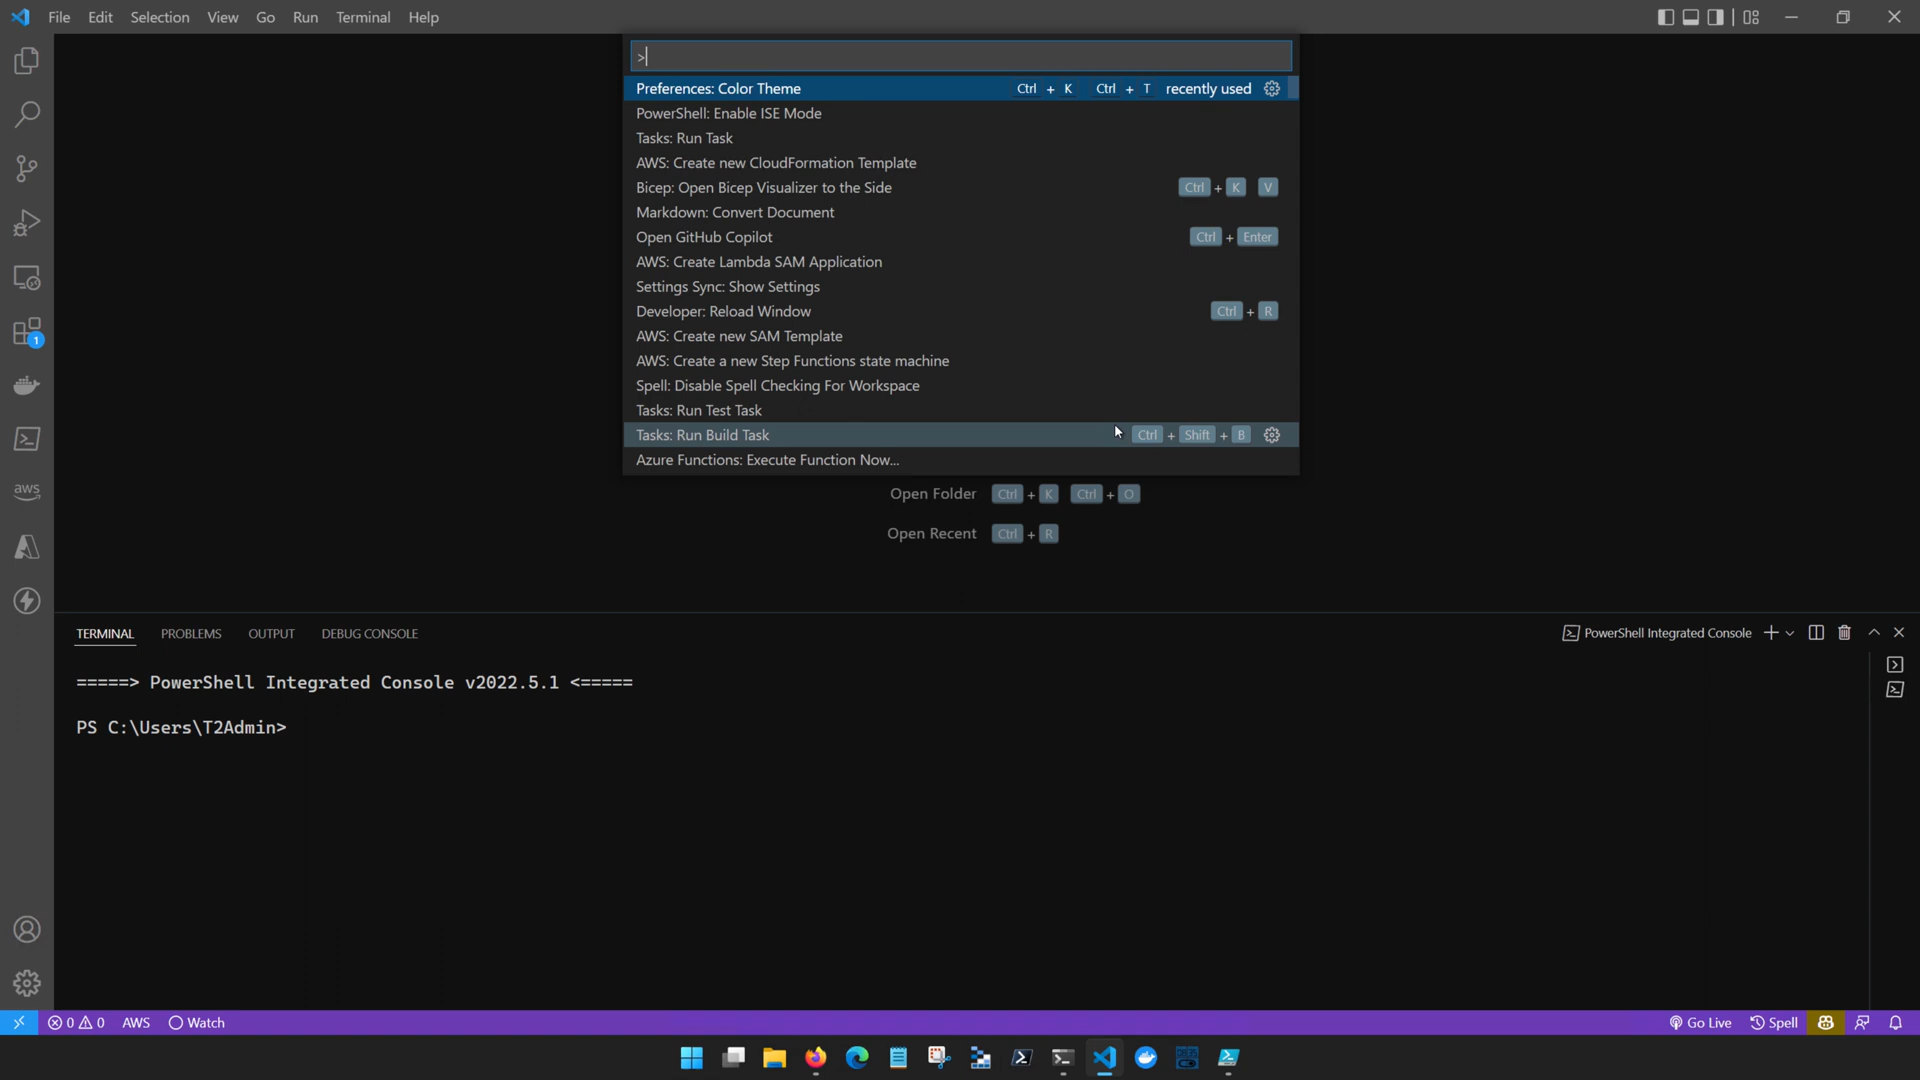 File Edit Selection View Go Run Terminal Help
>
Preferences: Color Theme Ctrl + K Ctrl + T recently used
PowerShell: Enable ISE Mode
Tasks: Run Task
AWS: Create new CloudFormation Template
Bicep: Open Bicep Visualizer to the Side Ctrl + K V
Markdown: Convert Document
Open GitHub Copilot Ctrl + Enter
AWS: Create Lambda SAM Application
Settings Sync: Show Settings
Developer: Reload Window Ctrl + R
AWS: Create new SAM Template
AWS: Create a new Step Functions state machine
Spell: Disable Spell Checking For Workspace
Tasks: Run Test Task
Tasks: Run Build Task Ctrl + Shift + B
Azure Functions: Execute Function Now...
Open Folder Ctrl + K Ctrl + O
Open Recent Ctrl + R
1
aws
TERMINAL PROBLEMS OUTPUT DEBUG CONSOLE PowerShell Integrated Console
=====> PowerShell Integrated Console v2022.5.1 <=====
PS C:\Users\T2Admin>
0 0 AWS Watch Go Live Spell